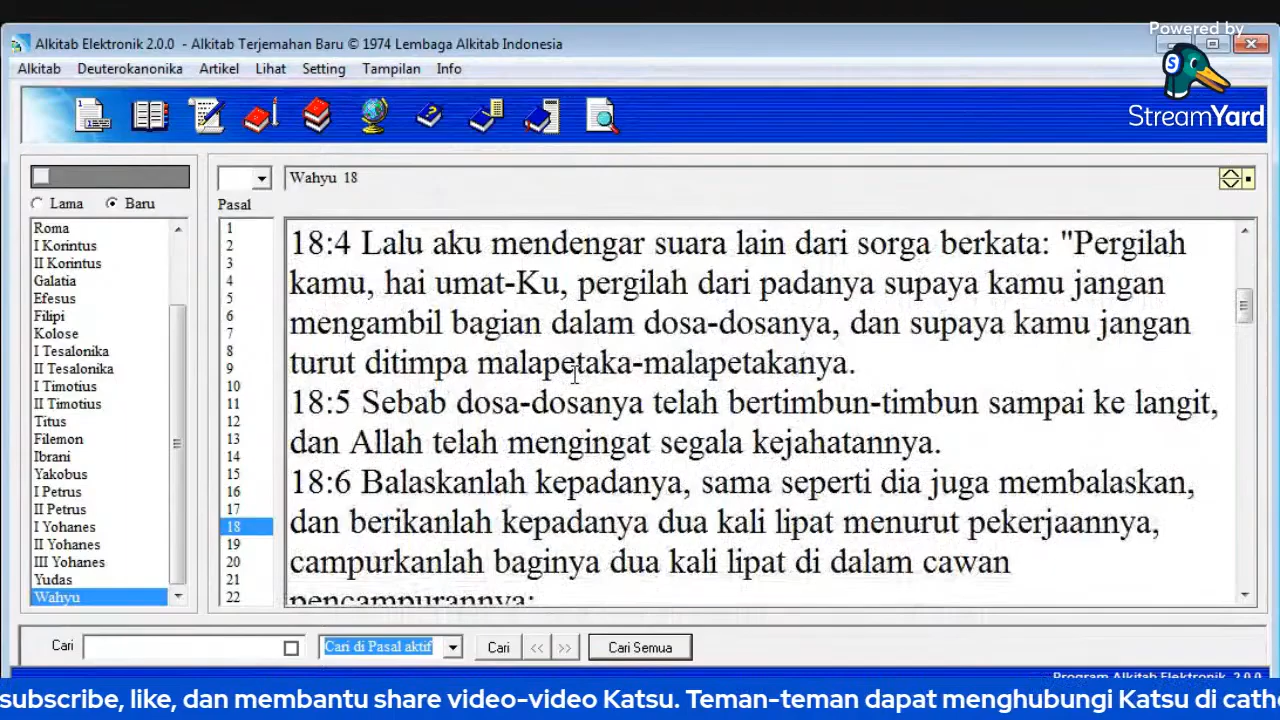 Powered by
StreamYard
Alkitab Elektronik 2.0.0 - Alkitab Terjemahan Baru © 1974 Lembaga Alkitab Indonesia
Alkitab Deuterokanonika Artikel Lihat Setting Tampilan Info
Wahyu 18
Lama Baru
Pasal
Roma
I Korintus
II Korintus
Galatia
Efesus
Filipi
Kolose
I Tesalonika
II Tesalonika
I Timotius
II Timotius
Titus
Filemon
Ibrani
Yakobus
I Petrus
II Petrus
I Yohanes
II Yohanes
III Yohanes
Yudas
Wahyu
1
2
3
4
5
6
7
8
9
10
11
12
13
14
15
16
17
18
19
20
21
22
18:4 Lalu aku mendengar suara lain dari sorga berkata: "Pergilah
kamu, hai umat-Ku, pergilah dari padanya supaya kamu jangan
mengambil bagian dalam dosa-dosanya, dan supaya kamu jangan
turut ditimpa malapetaka-malapetakanya.
18:5 Sebab dosa-dosanya telah bertimbun-timbun sampai ke langit,
dan Allah telah mengingat segala kejahatannya.
18:6 Balaskanlah kepadanya, sama seperti dia juga membalaskan,
dan berikanlah kepadanya dua kali lipat menurut pekerjaannya,
campurkanlah baginya dua kali lipat di dalam cawan
pencampurannya;
Cari Cari di Pasal aktif Cari << >> Cari Semua
Program Alkitab Elektronik 2.0.0
subscribe, like, dan membantu share video-video Katsu. Teman-teman dapat menghubungi Katsu di cath